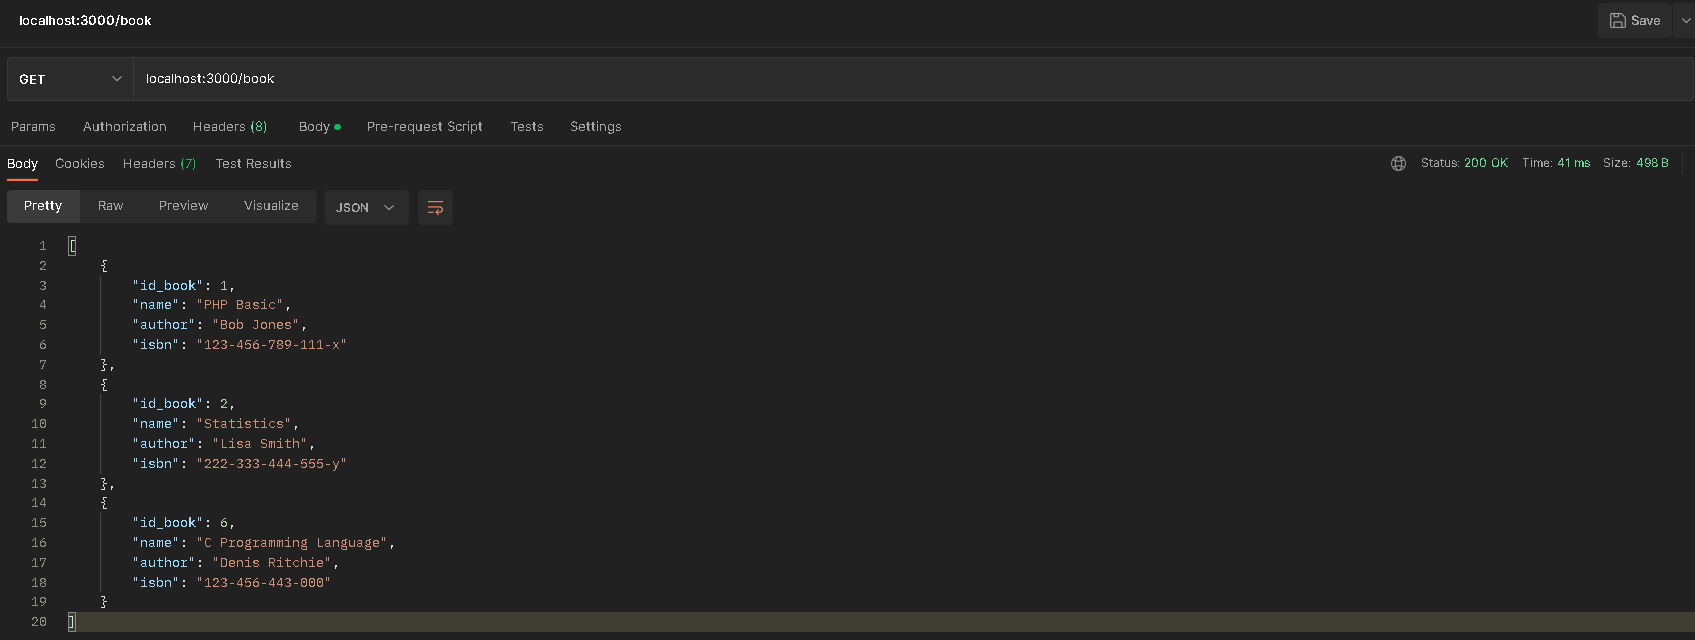 localhost:3000/book
Save
GET localhost:3000/book
Params Authorization Headers (8) Body Pre-request Script Tests Settings
Body Cookies Headers (7) Test Results Status: 200 OK Time: 41 ms Size: 498 B
Pretty Raw Preview Visualize JSON
1 [
2 {
3 "id_book": 1,
4 "name": "PHP Basic",
5 "author": "Bob Jones",
6 "isbn": "123-456-789-111-x"
7 },
8 {
9 "id_book": 2,
10 "name": "Statistics",
11 "author": "Lisa Smith",
12 "isbn": "222-333-444-555-y"
13 },
14 {
15 "id_book": 6,
16 "name": "C Programming Language",
17 "author": "Denis Ritchie",
18 "isbn": "123-456-443-000"
19 }
20 ]